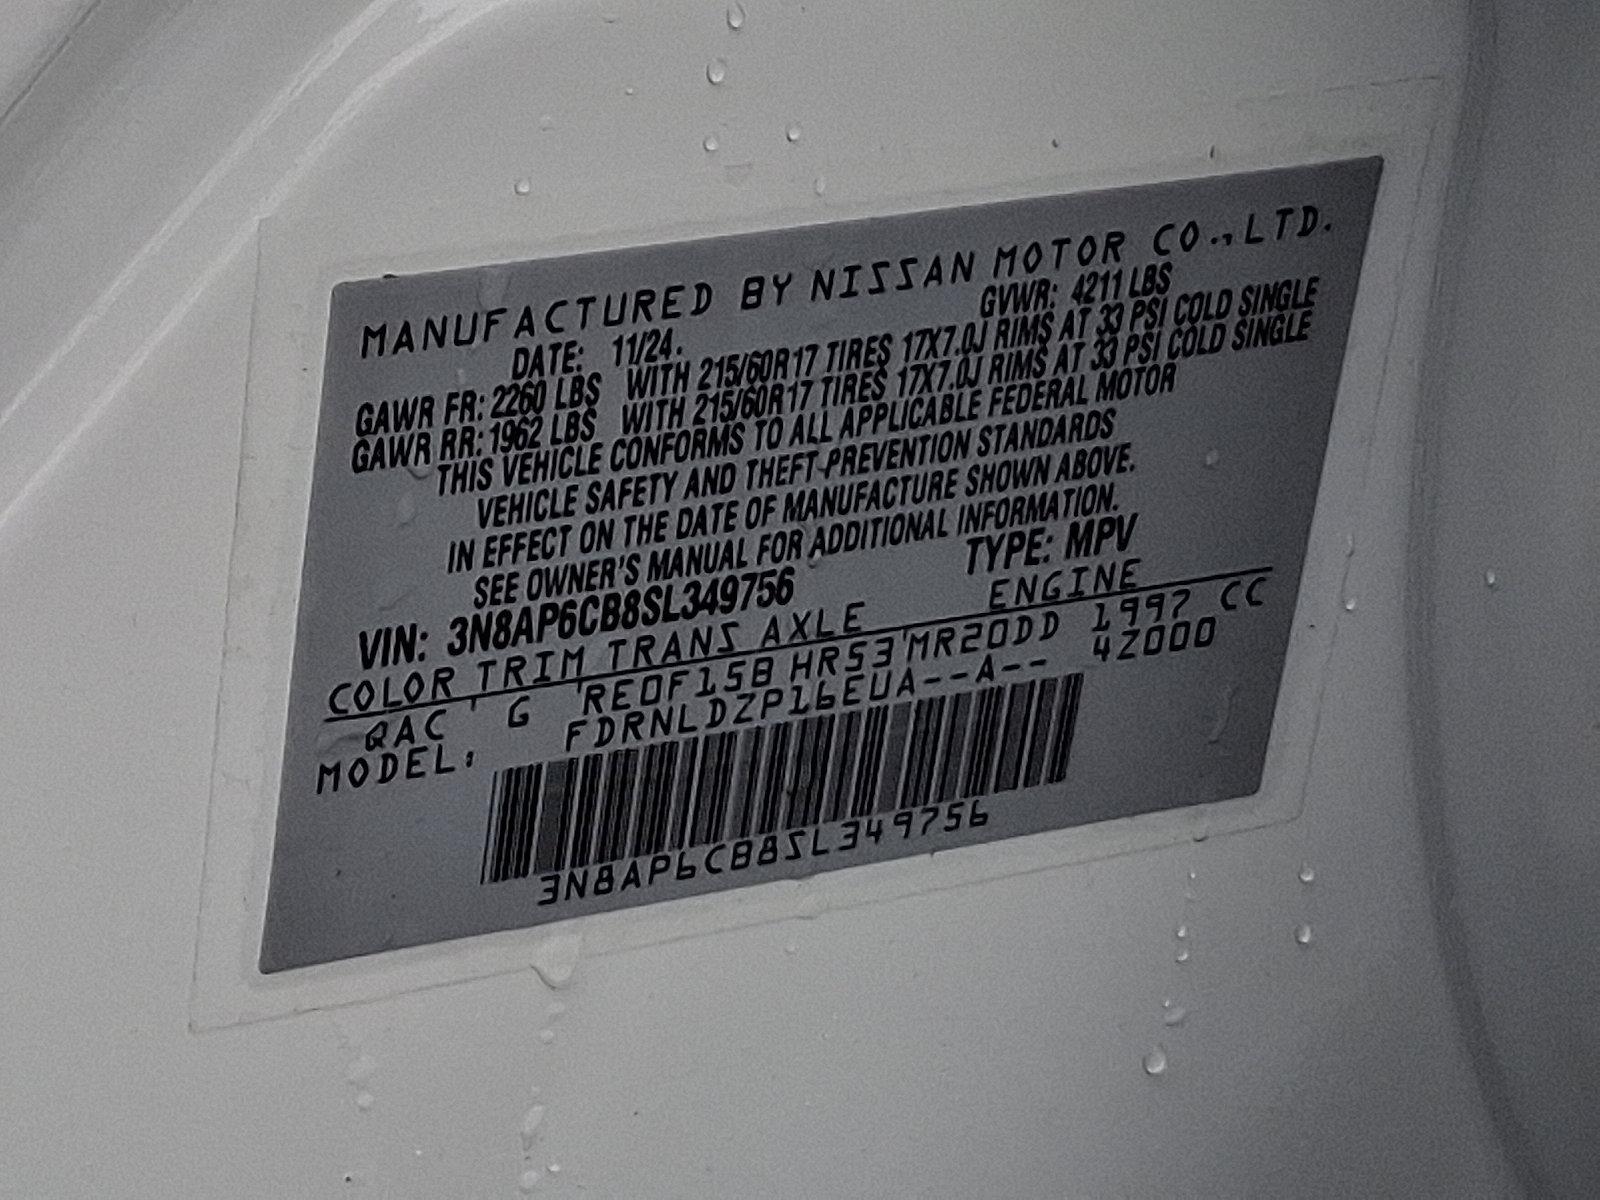 MANUFACTURED BY NISSAN MOTOR CO.,LTD.
DATE: 11/24. GVWR: 4211 LBS
GAWR FR: 2260 LBS WITH 215/60R17 TIRES 17X7.0J RIMS AT 33 PSI COLD SINGLE
GAWR RR: 1962 LBS WITH 215/60R17 TIRES 17X7.0J RIMS AT 33 PSI COLD SINGLE
THIS VEHICLE CONFORMS TO ALL APPLICABLE FEDERAL MOTOR
VEHICLE SAFETY AND THEFT PREVENTION STANDARDS
IN EFFECT ON THE DATE OF MANUFACTURE SHOWN ABOVE.
SEE OWNER'S MANUAL FOR ADDITIONAL INFORMATION.
VIN: 3N8AP6CB8SL349756 TYPE: MPV
COLOR TRIM TRANS AXLE ENGINE
QAC G RE0F15B HR53 MR20DD 1997 CC
MODEL: FDRNLDZP16EUA--A-- 4Z000
3N8AP6CB8SL349756